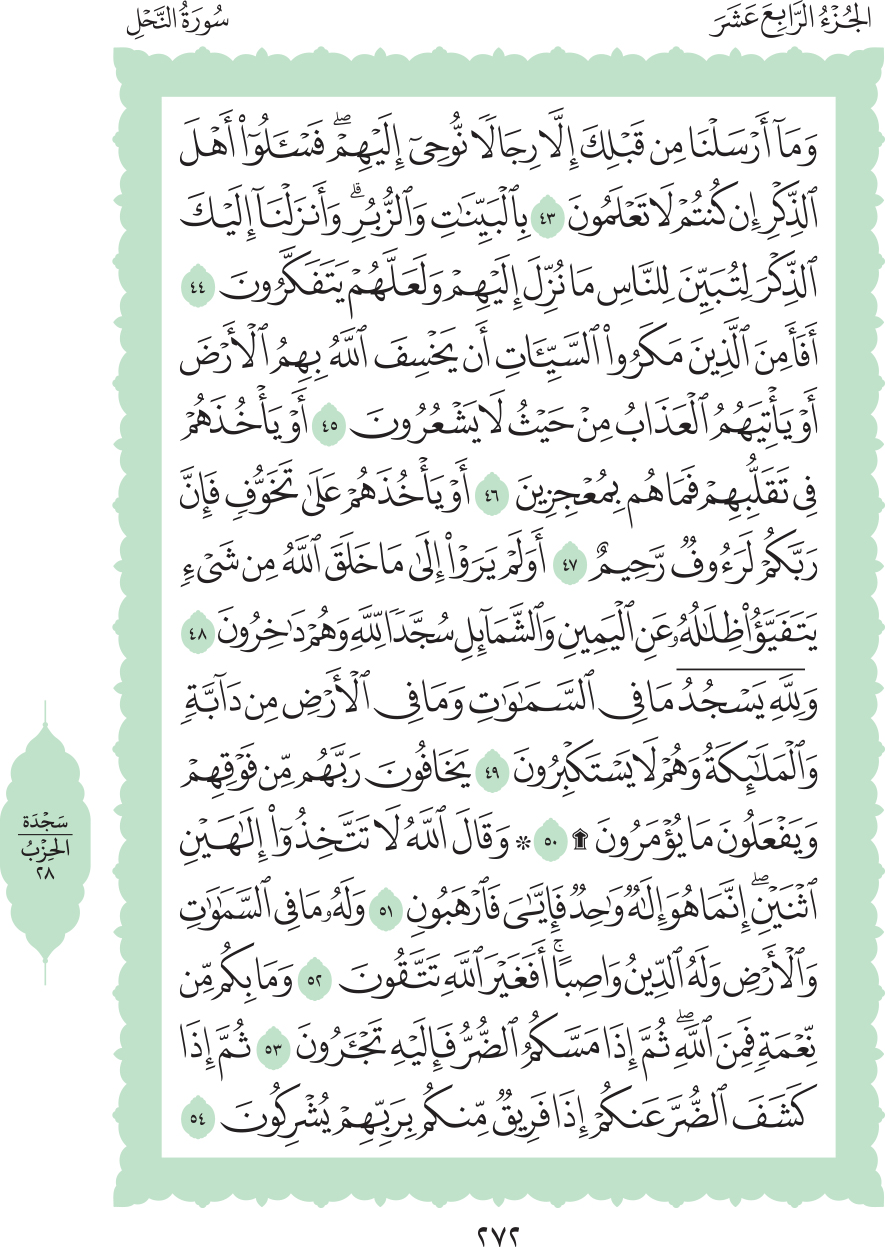 الجُزْءُ الرَّابِعَ عَشَرَ
سُورَةُ النَّحْلِ
وَمَآ أَرْسَلْنَا مِن قَبْلِكَ إِلَّا رِجَالًا نُّوحِىٓ إِلَيْهِمْ ۖ فَسْـَٔلُوٓا۟ أَهْلَ
ٱلذِّكْرِ إِن كُنتُمْ لَا تَعْلَمُونَ ٤٣ بِٱلْبَيِّنَـٰتِ وَٱلزُّبُرِ ۗ وَأَنزَلْنَآ إِلَيْكَ
ٱلذِّكْرَ لِتُبَيِّنَ لِلنَّاسِ مَا نُزِّلَ إِلَيْهِمْ وَلَعَلَّهُمْ يَتَفَكَّرُونَ ٤٤
أَفَأَمِنَ ٱلَّذِينَ مَكَرُوا۟ ٱلسَّيِّـَٔاتِ أَن يَخْسِفَ ٱللَّهُ بِهِمُ ٱلْأَرْضَ
أَوْ يَأْتِيَهُمُ ٱلْعَذَابُ مِنْ حَيْثُ لَا يَشْعُرُونَ ٤٥ أَوْ يَأْخُذَهُمْ
فِى تَقَلُّبِهِمْ فَمَا هُم بِمُعْجِزِينَ ٤٦ أَوْ يَأْخُذَهُمْ عَلَىٰ تَخَوُّفٍ فَإِنَّ
رَبَّكُمْ لَرَءُوفٌ رَّحِيمٌ ٤٧ أَوَلَمْ يَرَوْا۟ إِلَىٰ مَا خَلَقَ ٱللَّهُ مِن شَىْءٍ
يَتَفَيَّؤُا۟ ظِلَـٰلُهُۥ عَنِ ٱلْيَمِينِ وَٱلشَّمَآئِلِ سُجَّدًا لِّلَّهِ وَهُمْ دَٰخِرُونَ ٤٨
وَلِلَّهِ يَسْجُدُ مَا فِى ٱلسَّمَـٰوَٰتِ وَمَا فِى ٱلْأَرْضِ مِن دَآبَّةٍ
وَٱلْمَلَـٰٓئِكَةُ وَهُمْ لَا يَسْتَكْبِرُونَ ٤٩ يَخَافُونَ رَبَّهُم مِّن فَوْقِهِمْ
وَيَفْعَلُونَ مَا يُؤْمَرُونَ ۩ ٥٠ ۞ وَقَالَ ٱللَّهُ لَا تَتَّخِذُوٓا۟ إِلَـٰهَيْنِ
ٱثْنَيْنِ ۖ إِنَّمَا هُوَ إِلَـٰهٌ وَٰحِدٌ فَإِيَّـٰىَ فَٱرْهَبُونِ ٥١ وَلَهُۥ مَا فِى ٱلسَّمَـٰوَٰتِ
وَٱلْأَرْضِ وَلَهُ ٱلدِّينُ وَاصِبًا ۚ أَفَغَيْرَ ٱللَّهِ تَتَّقُونَ ٥٢ وَمَا بِكُم مِّن
نِّعْمَةٍ فَمِنَ ٱللَّهِ ۖ ثُمَّ إِذَا مَسَّكُمُ ٱلضُّرُّ فَإِلَيْهِ تَجْـَٔرُونَ ٥٣ ثُمَّ إِذَا
كَشَفَ ٱلضُّرَّ عَنكُمْ إِذَا فَرِيقٌ مِّنكُم بِرَبِّهِمْ يُشْرِكُونَ ٥٤
سَجْدَة
الحِزْبُ
٢٨
٢٧٢